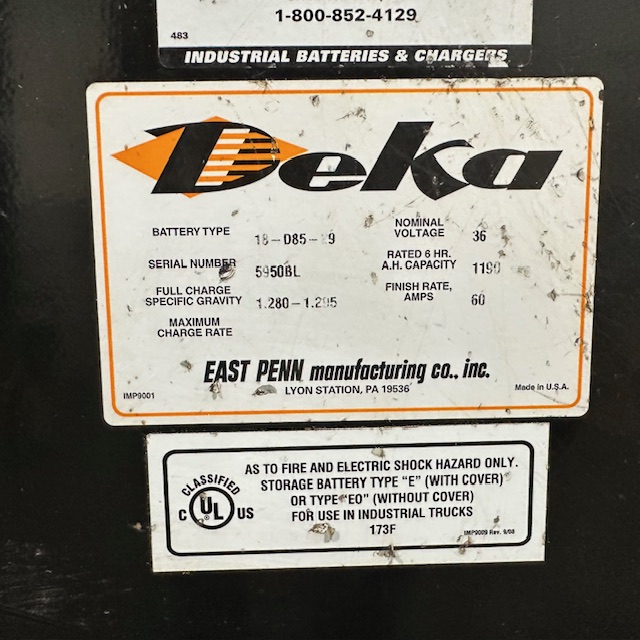 1-800-852-4129
483
INDUSTRIAL BATTERIES & CHARGERS
Deka
BATTERY TYPE 18-D85-29
NOMINAL VOLTAGE 36
SERIAL NUMBER 5950BL
RATED 6 HR. A.H. CAPACITY 1190
FULL CHARGE SPECIFIC GRAVITY 1.280-1.295
FINISH RATE, AMPS 60
MAXIMUM CHARGE RATE
EAST PENN manufacturing co., inc.
LYON STATION, PA 19536
IMP9001
Made in U.S.A.
CLASSIFIED
C UL US
®
AS TO FIRE AND ELECTRIC SHOCK HAZARD ONLY.
STORAGE BATTERY TYPE "E" (WITH COVER)
OR TYPE "EO" (WITHOUT COVER)
FOR USE IN INDUSTRIAL TRUCKS
173F
IMP9009 Rev. 9/08